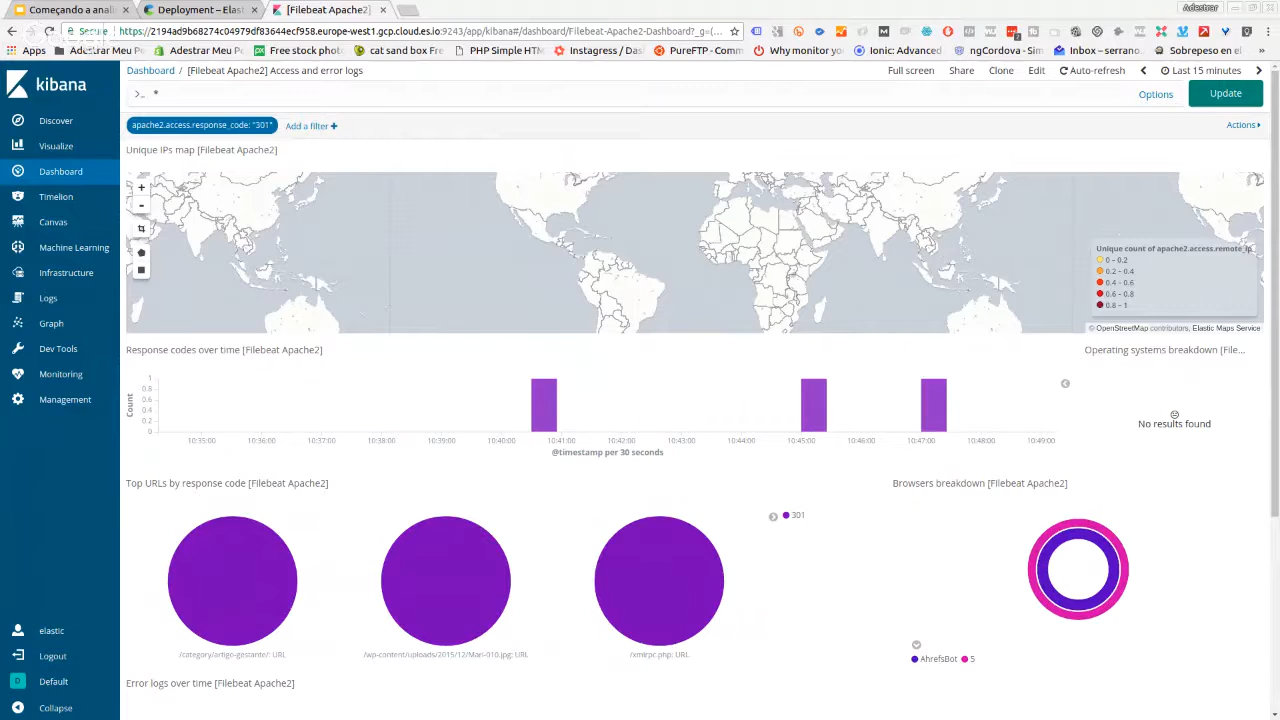 Começando a anali
Deployment – Elast
[Filebeat Apache2]
Adestrar
Secure https://2194ad9b68274c04979df83644ecf95a.europe-west1.gcp.cloud.es.io:9243/app/kibana#/dashboard/Filebeat-Apache2-Dashboard?_g=(...
Apps Adestrar Meu Pe Adestrar Meu Pe Free stock photo cat sand box Fre PHP Simple HTM Instagss / Das PureFTP – Comm Why monitor you Ionic: Advanced ngCordova – Sim Inbox – serrano. Sobrepeso en el »
kibana
Discover
Visualize
Dashboard
Timelion
Canvas
Machine Learning
Infrastructure
Logs
Graph
Dev Tools
Monitoring
Management
elastic
Logout
D Default
Collapse
Dashboard / [Filebeat Apache2] Access and error logs
Full screen Share Clone Edit Auto-refresh Last 15 minutes
>_ *
Options Update
apache2.access.response_code: "301" Add a filter + Actions
Unique IPs map [Filebeat Apache2]
+
-
Unique count of apache2.access.remote_ip
0 – 0.2
0.2 – 0.4
0.4 – 0.6
0.6 – 0.8
0.8 – 1
© OpenStreetMap contributors, Elastic Maps Service
Response codes over time [Filebeat Apache2]
Count
1
0.8
0.6
0.4
0.2
0
10:35:00 10:36:00 10:37:00 10:38:00 10:39:00 10:40:00 10:41:00 10:42:00 10:43:00 10:44:00 10:45:00 10:46:00 10:47:00 10:48:00 10:49:00
@timestamp per 30 seconds
Operating systems breakdown [File...
No results found
Top URLs by response code [Filebeat Apache2]
301
/category/artigo-gestante/: URL
/wp-content/uploads/2015/12/Mari-010.jpg: URL
/xmlrpc.php: URL
Browsers breakdown [Filebeat Apache2]
AhrefsBot 5
Error logs over time [Filebeat Apache2]